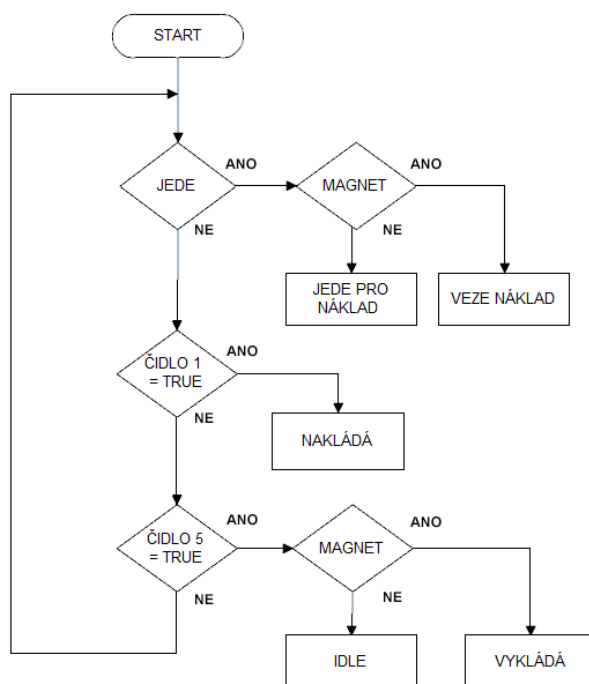 START
ANO
ANO
JEDE
MAGNET
NE
NE
JEDE PRO
NÁKLAD
VEZE NÁKLAD
ANO
ČIDLO 1
= TRUE
NE
NAKLÁDÁ
ANO
ANO
ČIDLO 5
= TRUE
MAGNET
NE
NE
IDLE
VYKLÁDÁ